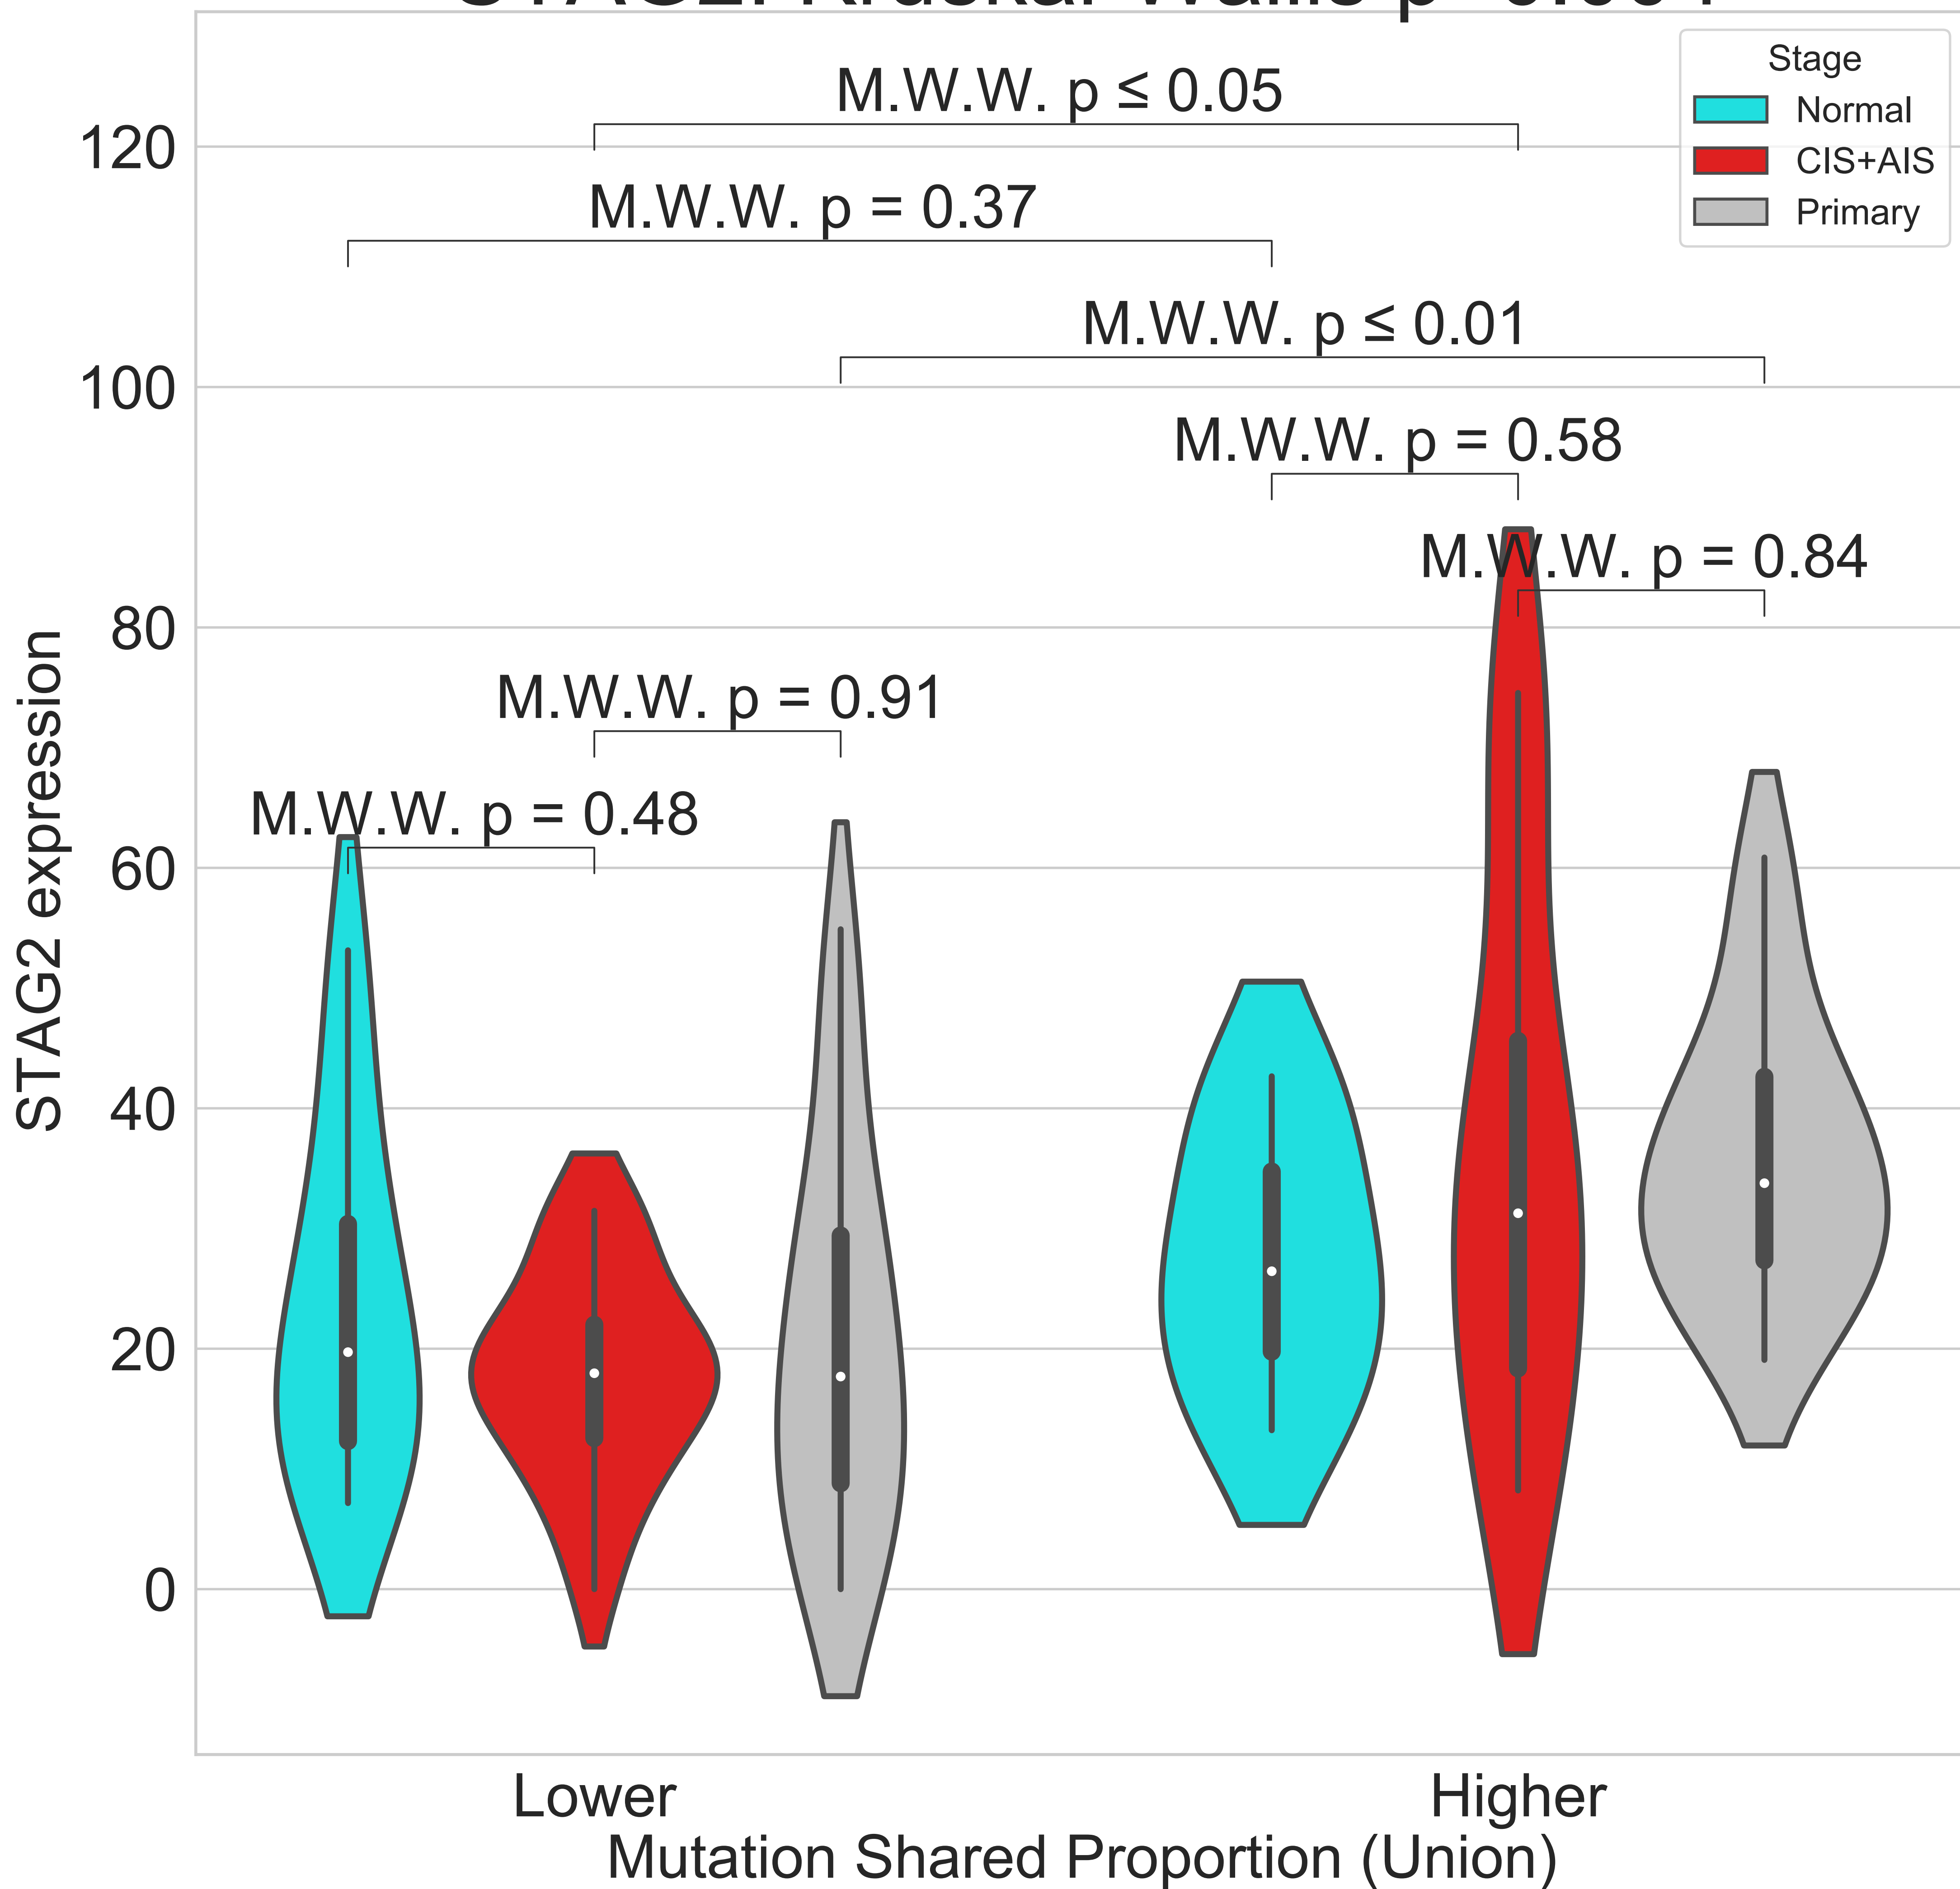 M.W.W. p ≤ 0.05
M.W.W. p = 0.37
M.W.W. p ≤ 0.01
M.W.W. p = 0.58
M.W.W. p = 0.84
M.W.W. p = 0.91
M.W.W. p = 0.48
Stage
Normal
CIS+AIS
Primary
120
100
80
60
40
20
0
STAG2 expression
Lower
Higher
Mutation Shared Proportion (Union)